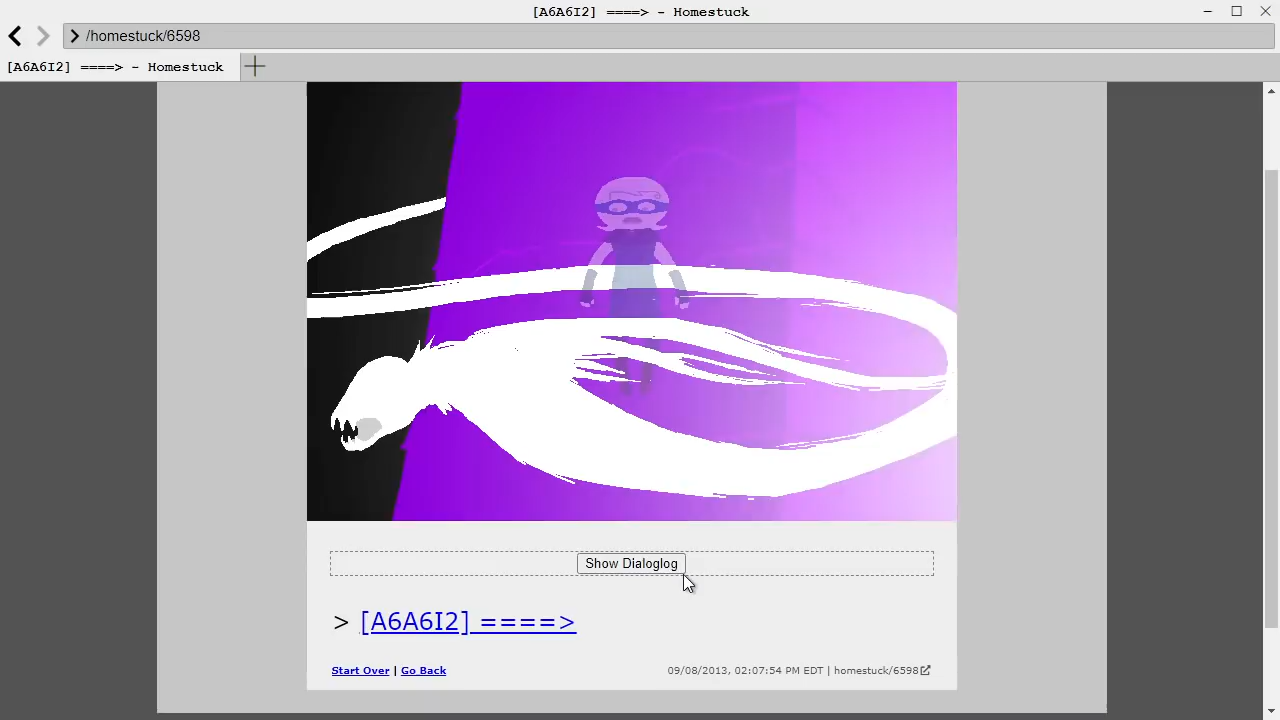 [A6A6I2] ====> - Homestuck
/homestuck/6598
[A6A6I2] ====> - Homestuck
Show Dialoglog
> [A6A6I2] ====>
Start Over | Go Back
09/08/2013, 02:07:54 PM EDT | homestuck/6598